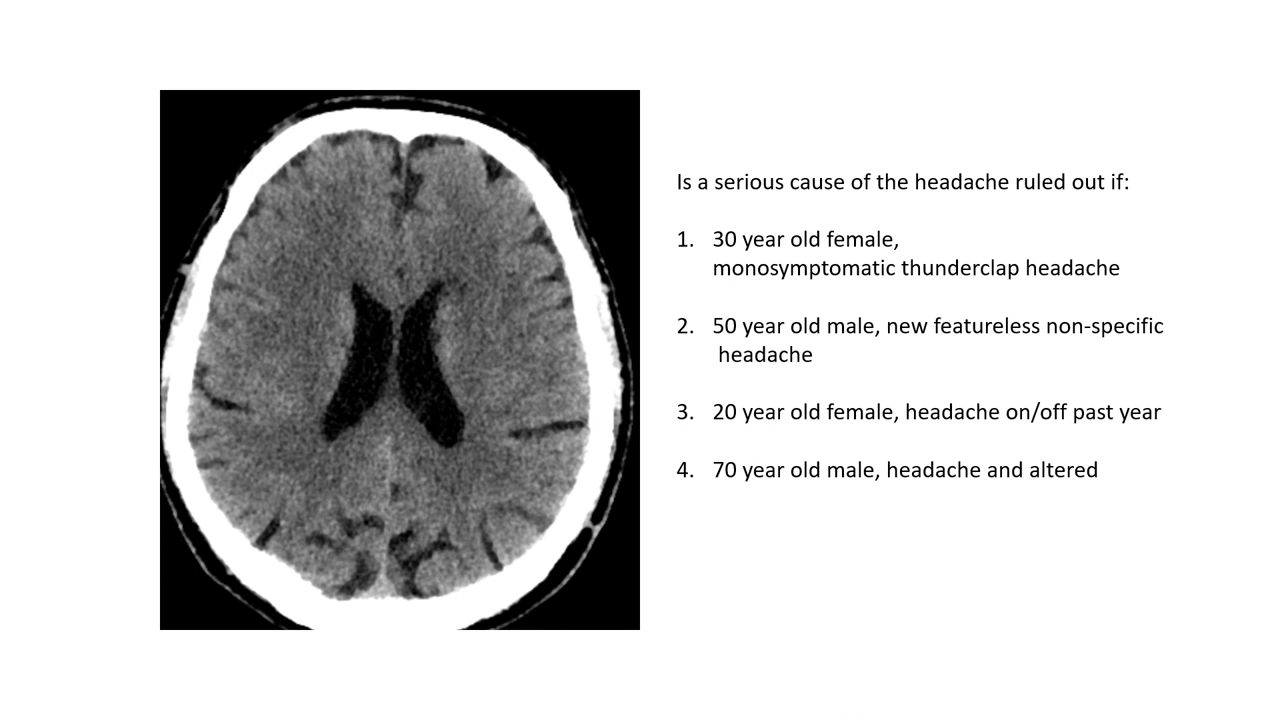 Is a serious cause of the headache ruled out if:
1. 30 year old female,
monosymptomatic thunderclap headache
2. 50 year old male, new featureless non-specific
headache
3. 20 year old female, headache on/off past year
4. 70 year old male, headache and altered